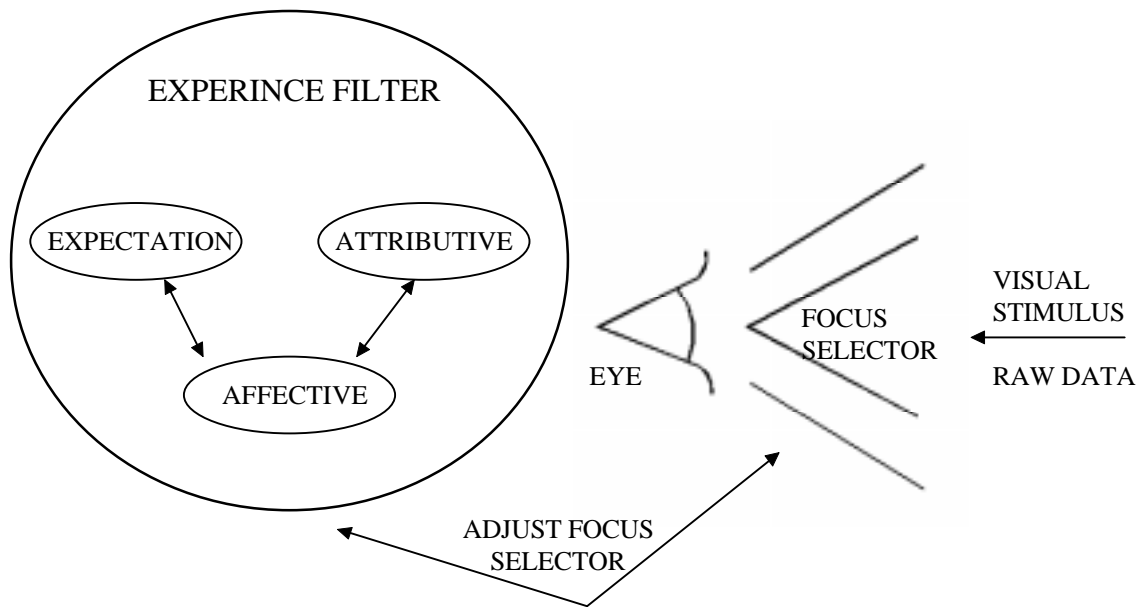 EXPERINCE FILTER
EXPECTATION
ATTRIBUTIVE
AFFECTIVE
EYE
FOCUS
SELECTOR
VISUAL
STIMULUS
RAW DATA
ADJUST FOCUS
SELECTOR